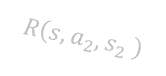 R(s, a₂, s₂ )